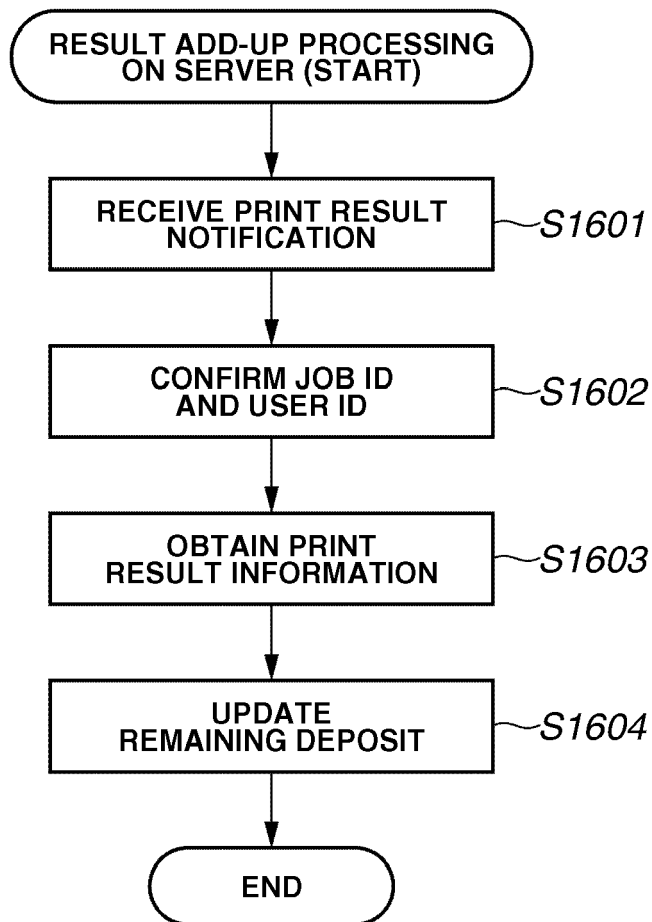 RESULT ADD-UP PROCESSING
ON SERVER (START)
RECEIVE PRINT RESULT
NOTIFICATION
S1601
CONFIRM JOB ID
AND USER ID
S1602
OBTAIN PRINT
RESULT INFORMATION
S1603
UPDATE
REMAINING DEPOSIT
S1604
END